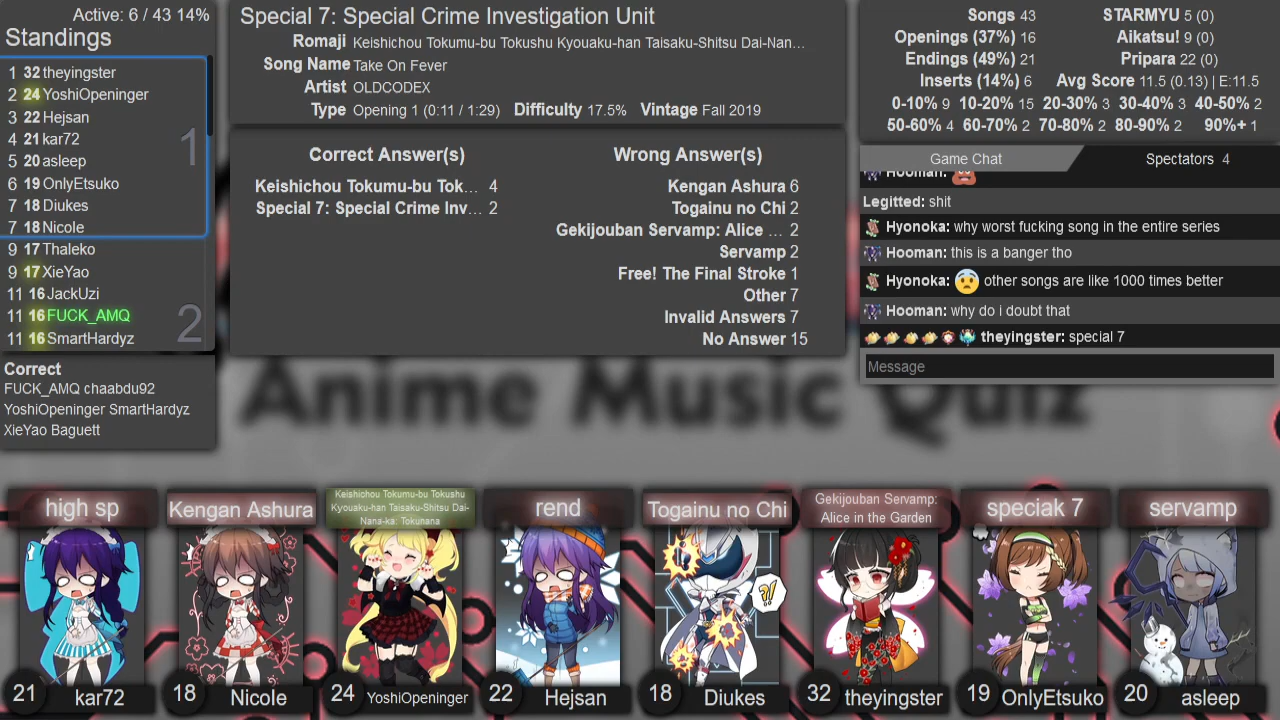 Active: 6 / 43 14%
Standings
1 32 theyingster
2 24 YoshiOpeninger
3 22 Hejsan
4 21 kar72
5 20 asleep
6 19 OnlyEtsuko
7 18 Diukes
7 18 Nicole
1
9 17 Thaleko
9 17 XieYao
11 16 JackUzi
11 16 FUCK_AMQ
11 16 SmartHardyz
2
Correct
FUCK_AMQ chaabdu92
YoshiOpeninger SmartHardyz
XieYao Baguett
Special 7: Special Crime Investigation Unit
Romaji Keishichou Tokumu-bu Tokushu Kyouaku-han Taisaku-Shitsu Dai-Nan...
Song Name Take On Fever
Artist OLDCODEX
Type Opening 1 (0:11 / 1:29) Difficulty 17.5% Vintage Fall 2019
Correct Answer(s)
Keishichou Tokumu-bu Tok... 4
Special 7: Special Crime Inv... 2
Wrong Answer(s)
Kengan Ashura 6
Togainu no Chi 2
Gekijouban Servamp: Alice ... 2
Servamp 2
Free! The Final Stroke 1
Other 7
Invalid Answers 7
No Answer 15
Songs 43 STARMYU 5 (0)
Openings (37%) 16 Aikatsu! 9 (0)
Endings (49%) 21 Pripara 22 (0)
Inserts (14%) 6 Avg Score 11.5 (0.13) | E:11.5
0-10% 9 10-20% 15 20-30% 3 30-40% 3 40-50% 2
50-60% 4 60-70% 2 70-80% 2 80-90% 2 90%+ 1
Game Chat Spectators 4
Hooman:
Legitted: shit
Hyonoka: why worst fucking song in the entire series
Hooman: this is a banger tho
Hyonoka: other songs are like 1000 times better
Hooman: why do i doubt that
theyingster: special 7
Message
Anime Music Quiz
high sp
Kengan Ashura
Keishichou Tokumu-bu Tokushu
Kyouaku-han Taisaku-Shitsu Dai-
Nana-ka: Tokunana
rend
Togainu no Chi
Gekijouban Servamp:
Alice in the Garden
speciak 7
servamp
?!
21 kar72
18 Nicole
24 YoshiOpeninger
22 Hejsan
18 Diukes
32 theyingster
19 OnlyEtsuko
20 asleep